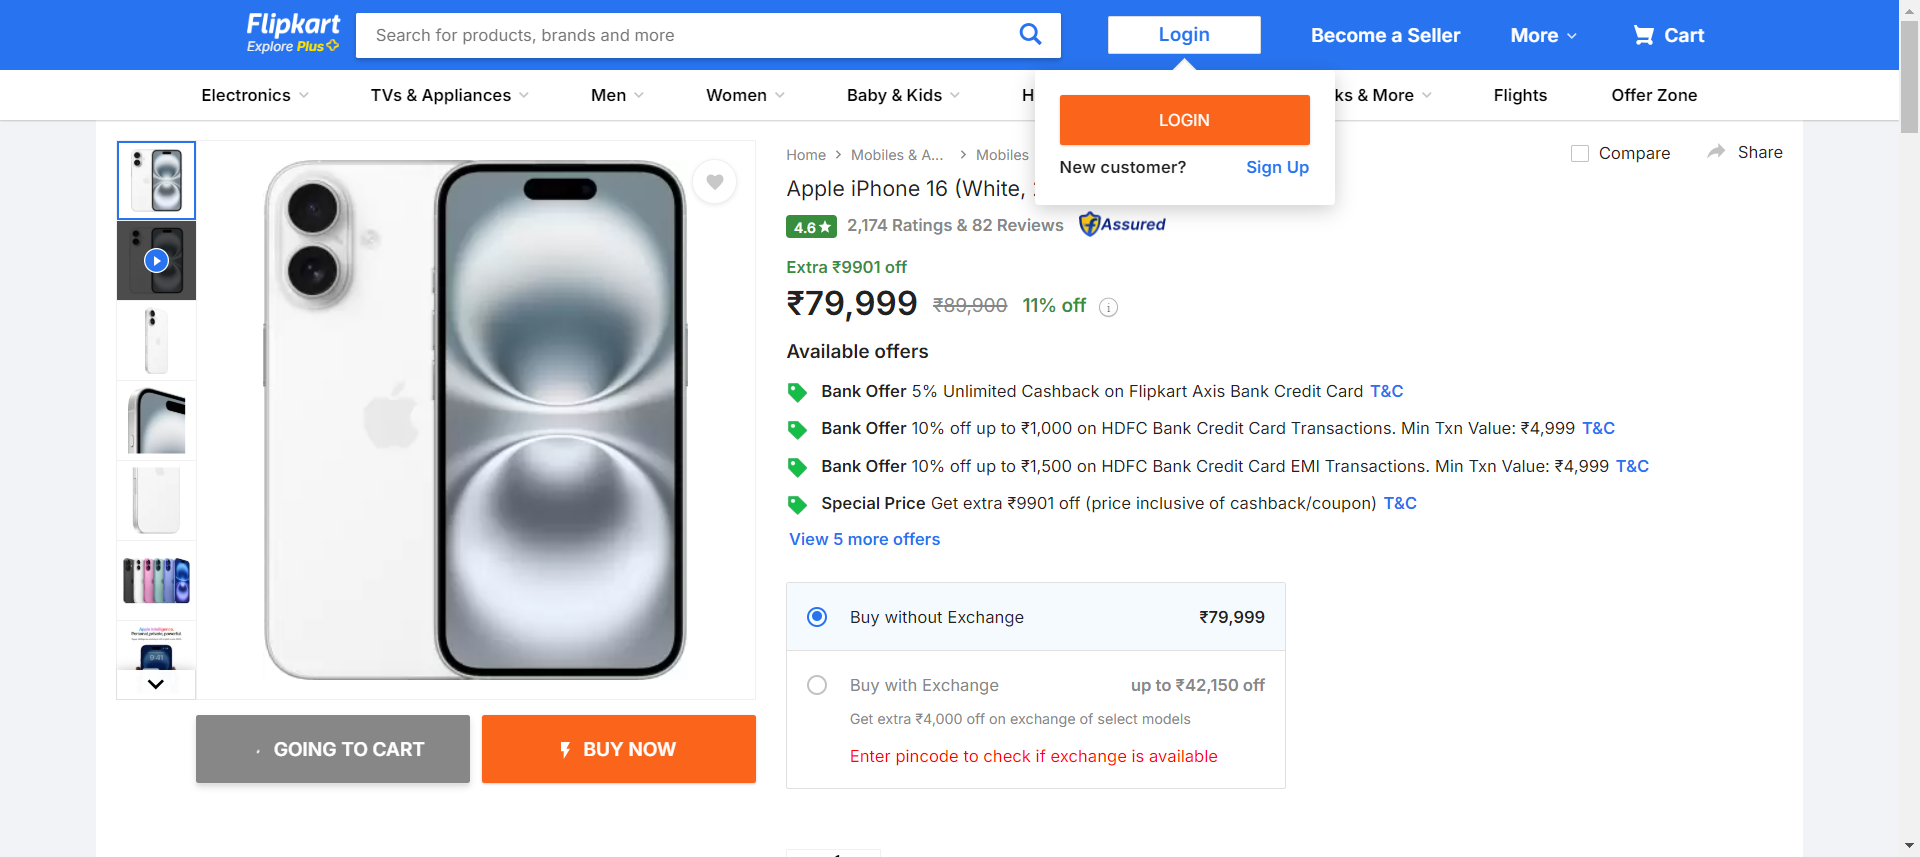 Flipkart
Explore Plus
Search for products, brands and more
Login
Become a Seller
More
Cart
Electronics
TVs & Appliances
Men
Women
Baby & Kids
H
ks & More
Flights
Offer Zone
LOGIN
New customer? Sign Up
Home
Mobiles & A...
Mobiles
Compare
Share
Apple iPhone 16 (White,
4.6 2,174 Ratings & 82 Reviews Assured
Extra ₹9901 off
₹79,999 ₹89,900 11% off i
Available offers
Bank Offer 5% Unlimited Cashback on Flipkart Axis Bank Credit Card T&C
Bank Offer 10% off up to ₹1,000 on HDFC Bank Credit Card Transactions. Min Txn Value: ₹4,999 T&C
Bank Offer 10% off up to ₹1,500 on HDFC Bank Credit Card EMI Transactions. Min Txn Value: ₹4,999 T&C
Special Price Get extra ₹9901 off (price inclusive of cashback/coupon) T&C
View 5 more offers
Buy without Exchange ₹79,999
Buy with Exchange up to ₹42,150 off
Get extra ₹4,000 off on exchange of select models
Enter pincode to check if exchange is available
Apple Intelligence.
Personal, private, powerful.
9:41
GOING TO CART
BUY NOW